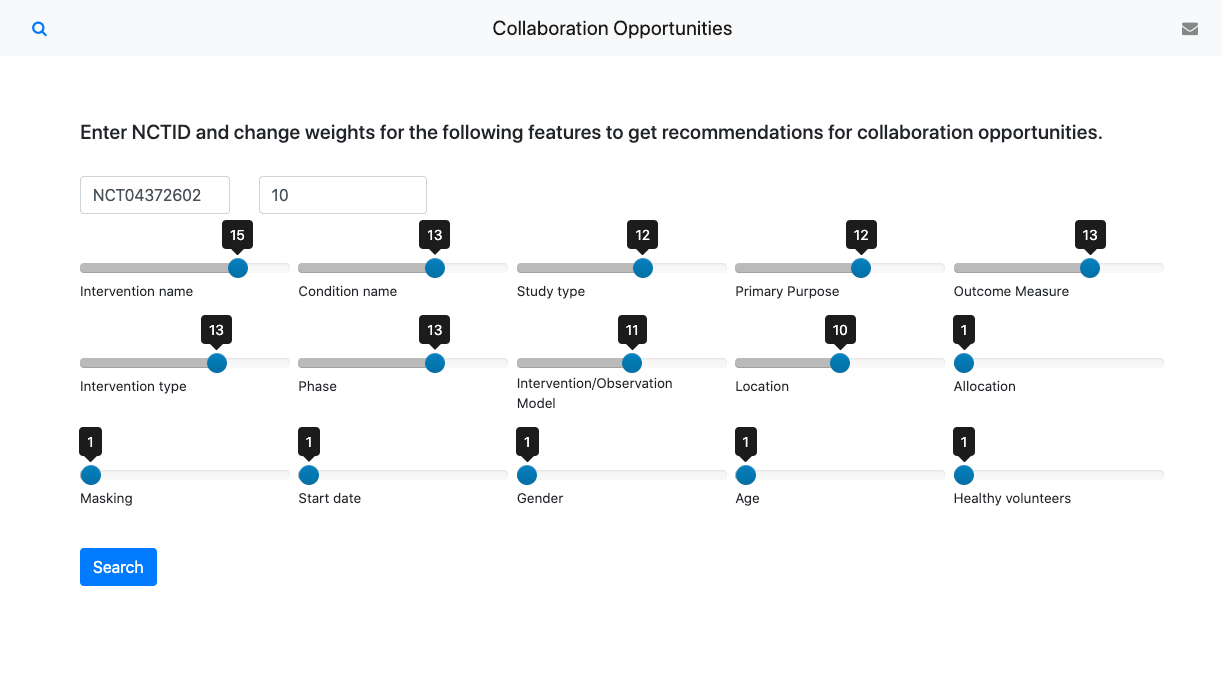 Collaboration Opportunities
Enter NCTID and change weights for the following features to get recommendations for collaboration opportunities.
NCT04372602 10
15 13 12 12 13
Intervention name Condition name Study type Primary Purpose Outcome Measure
13 13 11 10 1
Intervention type Phase Intervention/Observation Location Allocation
Model
1 1 1 1 1
Masking Start date Gender Age Healthy volunteers
Search